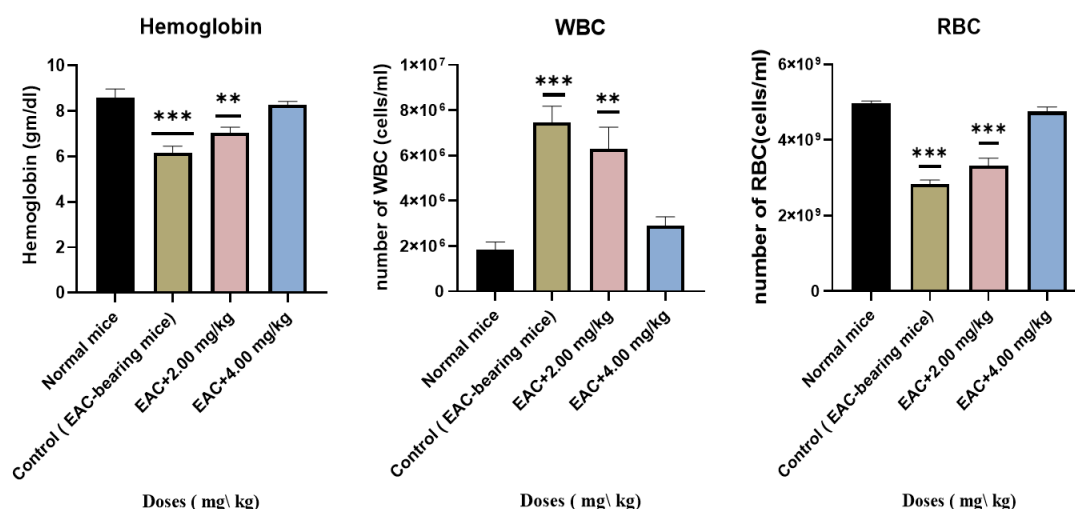 Hemoglobin
Hemoglobin (gm/dl)
10
8
6
4
2
0
***
**
Normal mice
Control ( EAC-bearing mice)
EAC+2.00 mg/kg
EAC+4.00 mg/kg
Doses ( mg\ kg)
WBC
number of WBC (cells/ml)
1×10⁷
8×10⁶
6×10⁶
4×10⁶
2×10⁶
0
***
**
Normal mice
Control ( EAC-bearing mice)
EAC+2.00 mg/kg
EAC+4.00 mg/kg
Doses ( mg\ kg)
RBC
number of RBC(cells/ml)
6×10⁹
4×10⁹
2×10⁹
0
***
***
Normal mice
Control ( EAC-bearing mice)
EAC+2.00 mg/kg
EAC+4.00 mg/kg
Doses ( mg\ kg)